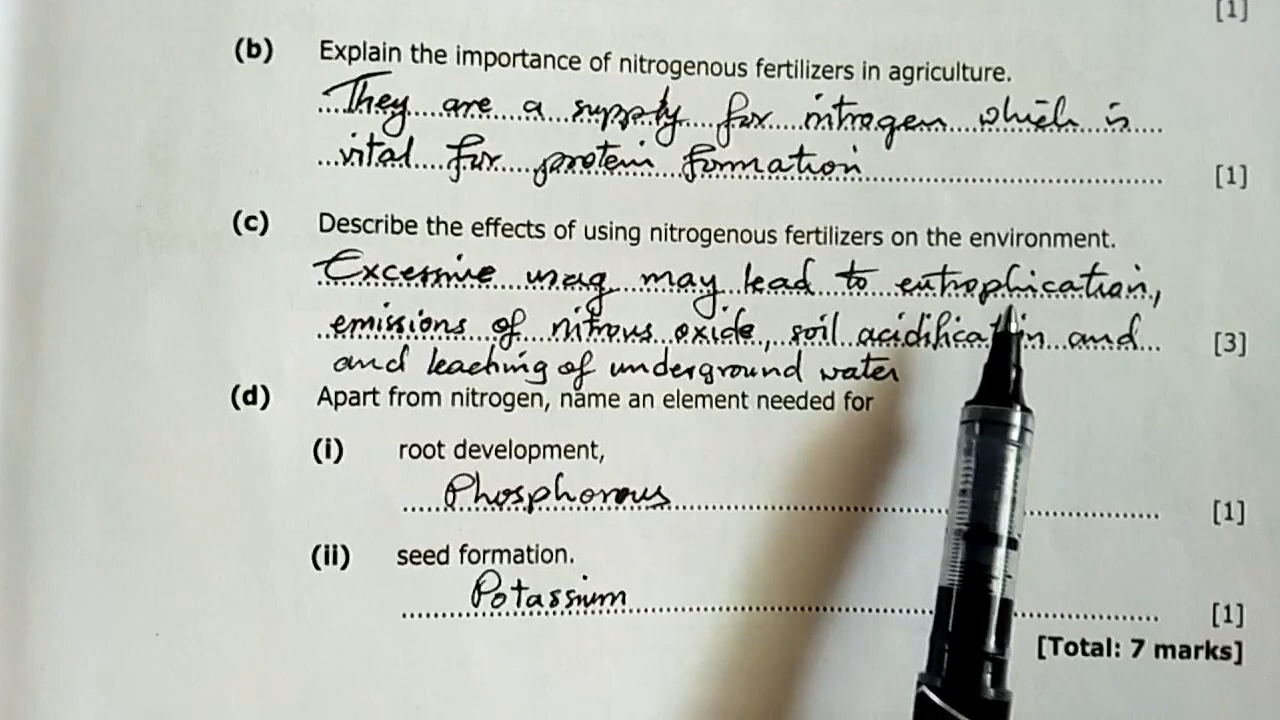 [1]
(b) Explain the importance of nitrogenous fertilizers in agriculture.
They are a supply for nitrogen which is
vital for protein formation [1]
(c) Describe the effects of using nitrogenous fertilizers on the environment.
Excessive usag may lead to eutrophication,
emissions of nitrous oxide, soil acidification and [3]
and leaching of underground water
(d) Apart from nitrogen, name an element needed for
(i) root development,
Phosphorous [1]
(ii) seed formation.
Potassium [1]
[Total: 7 marks]